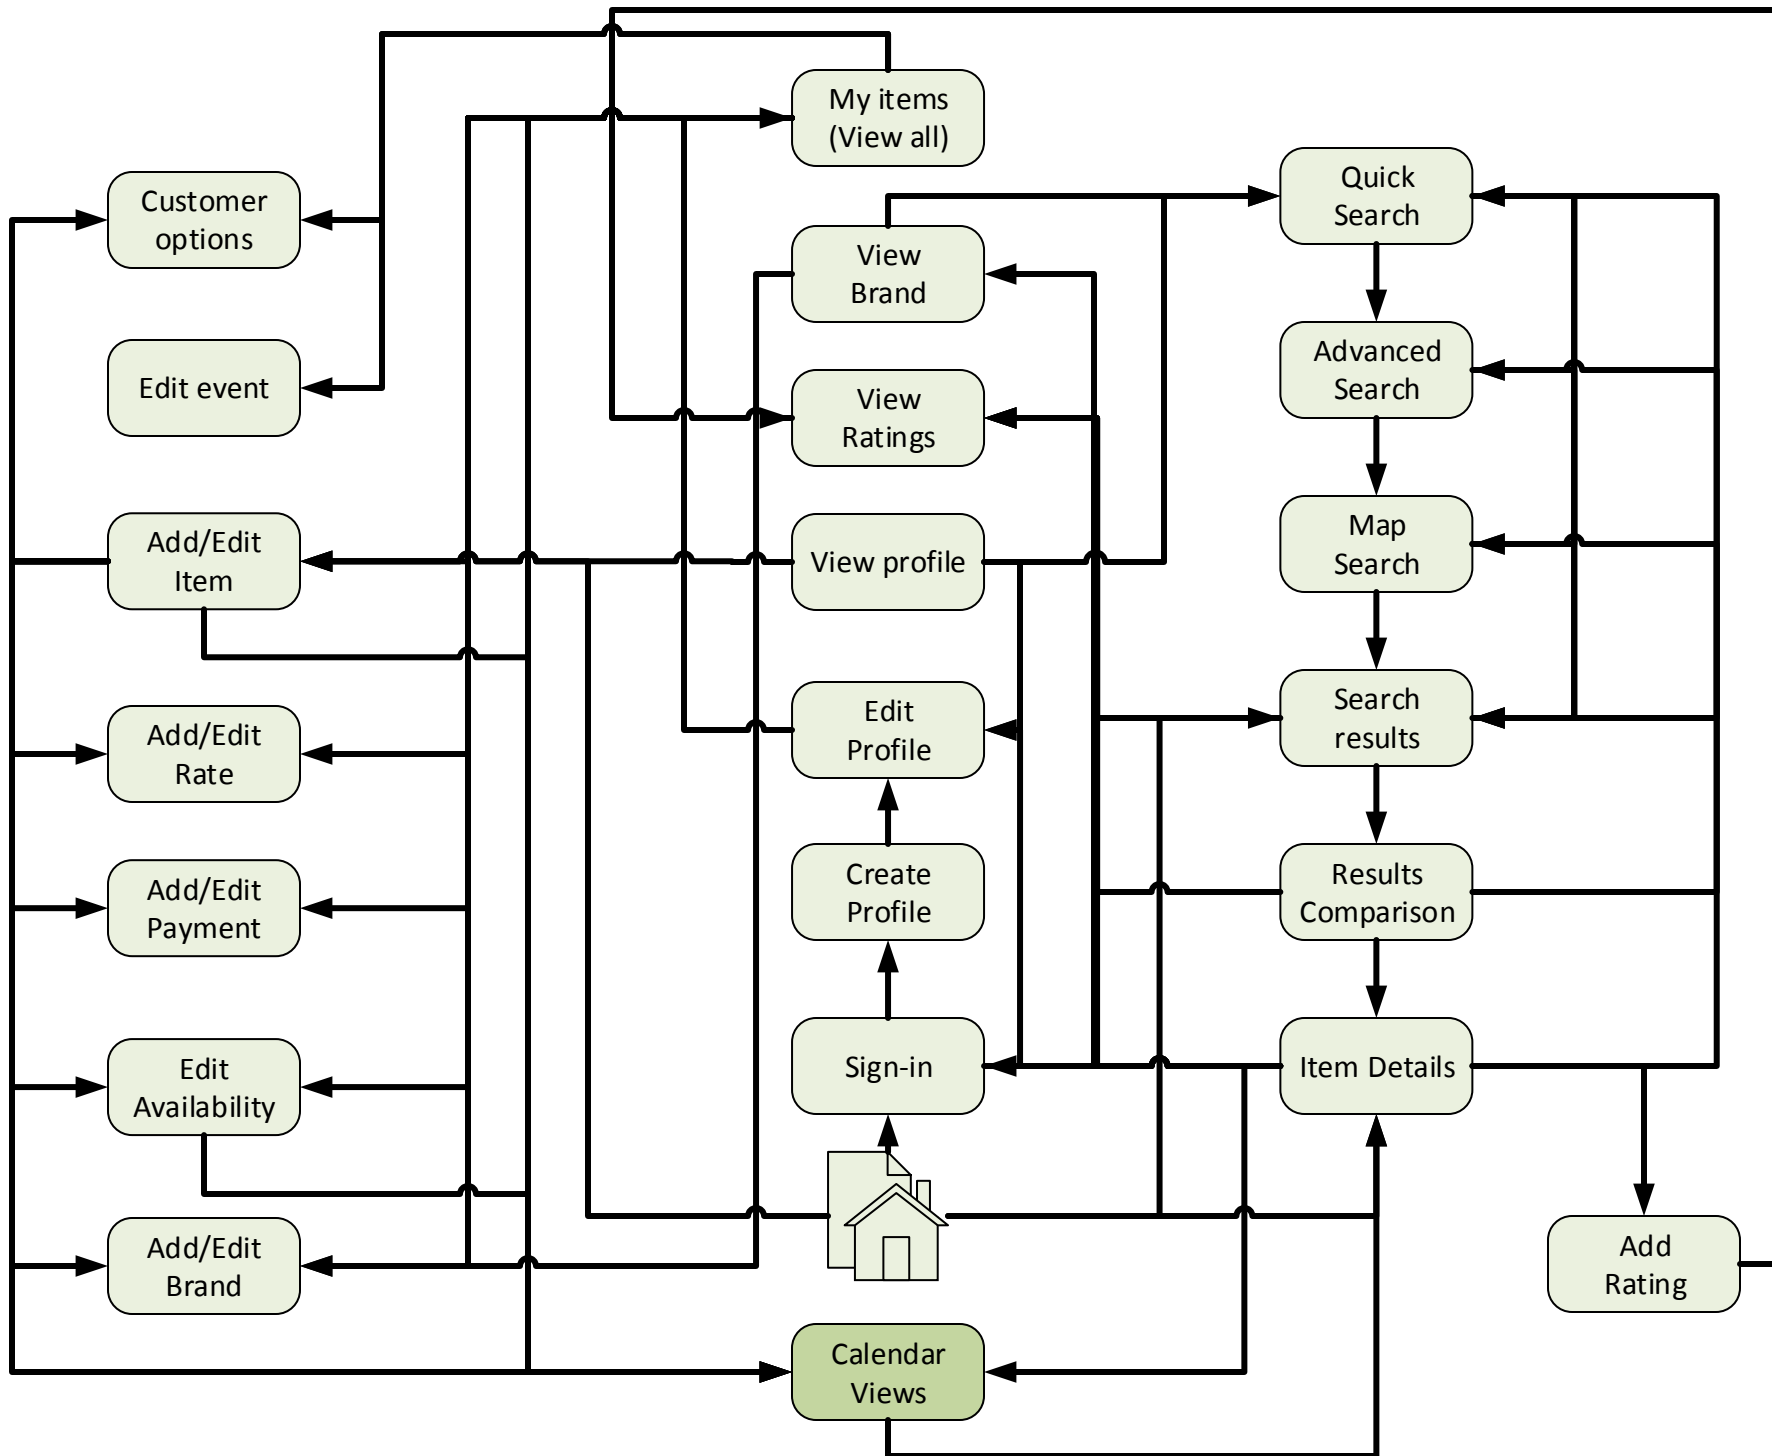 My items
(View all)
Quick
Search
Customer
options
View
Brand
Advanced
Search
Edit event
View
Ratings
Add/Edit
Item
View profile
Map
Search
Add/Edit
Rate
Edit
Profile
Search
results
Add/Edit
Payment
Create
Profile
Results
Comparison
Edit
Availability
Sign-in
Item Details
Add/Edit
Brand
Add
Rating
Calendar
Views